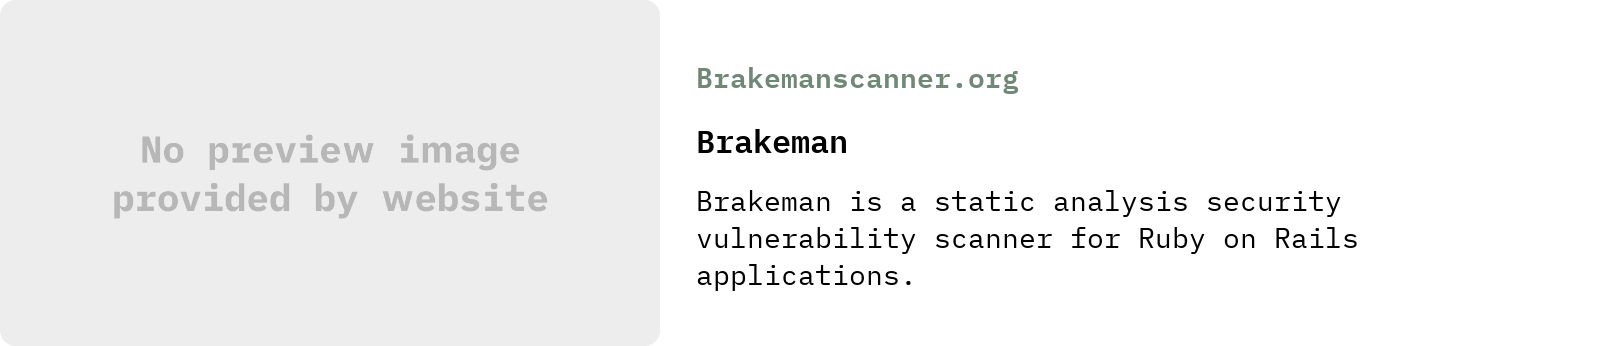 No preview image
provided by website
Brakemanscanner.org
Brakeman
Brakeman is a static analysis security
vulnerability scanner for Ruby on Rails
applications.